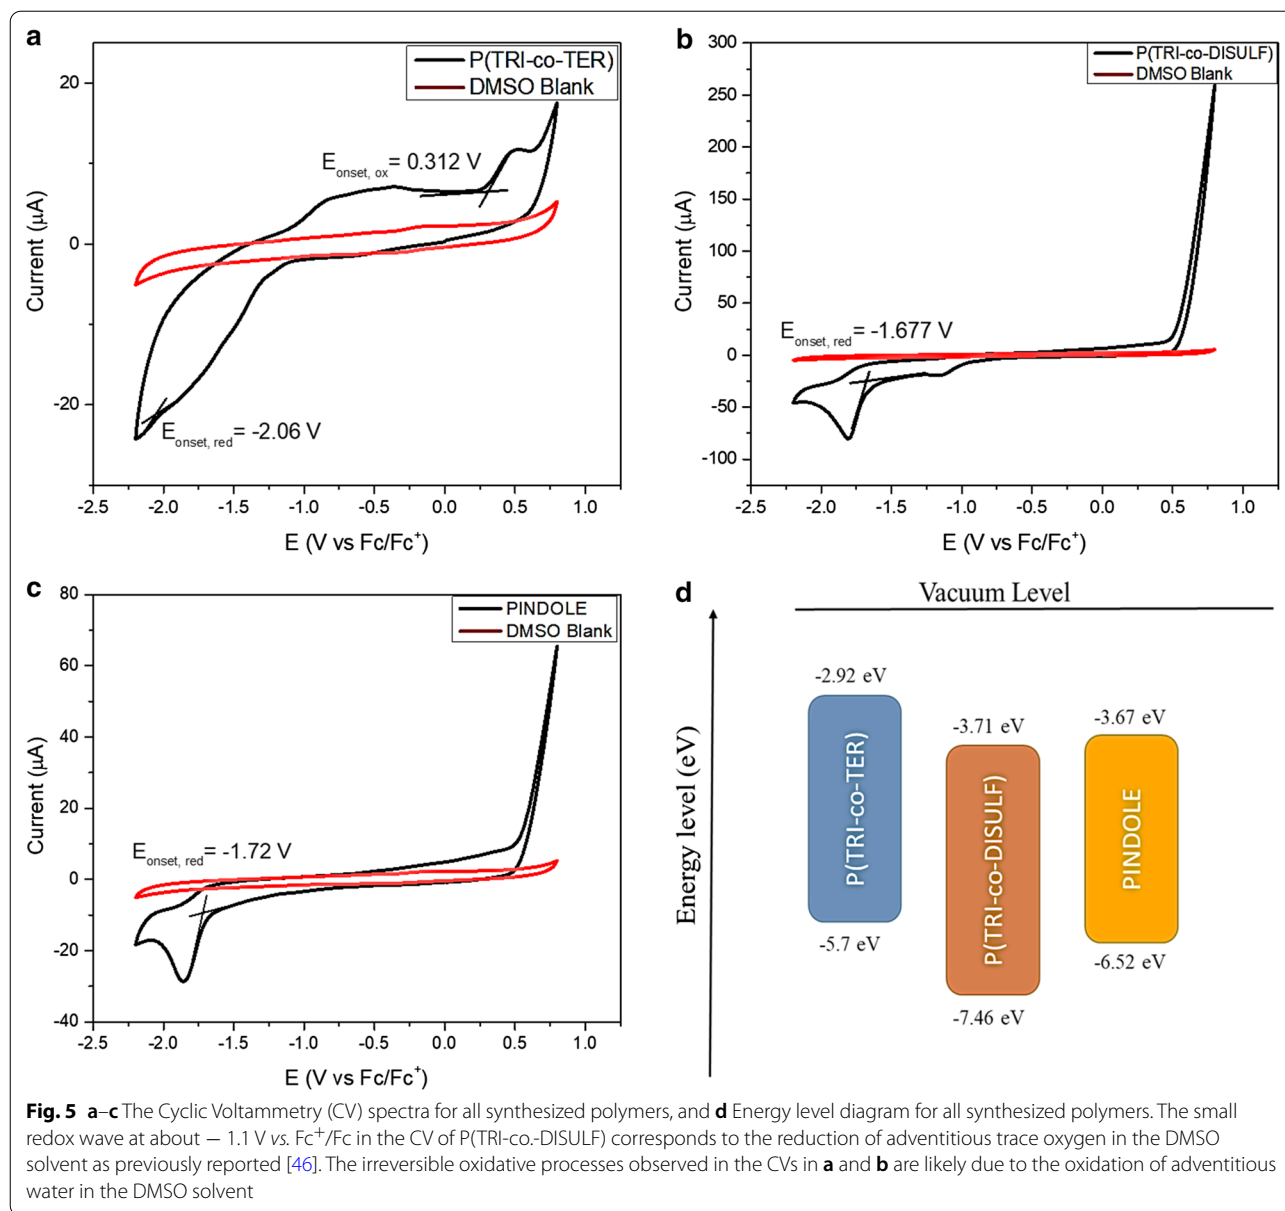 a
P(TRI-co-TER)
DMSO Blank
20
0
-20
Current (µA)
Eonset, ox= 0.312 V
Eonset, red= -2.06 V
-2.5 -2.0 -1.5 -1.0 -0.5 0.0 0.5
E (V vs Fc/Fc+)
b
P(TRI-co-DISULF)
DMSO Blank
300
250
200
150
100
50
0
-50
-100
Current (µA)
Eonset, red= -1.677 V
-2.5 -2.0 -1.5 -1.0 -0.5 0.0 0.5 1.0
E (V vs Fc/Fc+)
c
PINDOLE
DMSO Blank
80
60
40
20
0
-20
-40
Current (µA)
Eonset, red= -1.72 V
-2.5 -2.0 -1.5 -1.0 -0.5 0.0 0.5
E (V vs Fc/Fc+)
d
Vacuum Level
Energy level (eV)
-2.92 eV
P(TRI-co-TER)
-5.7 eV
-3.71 eV
P(TRI-co-DISULF)
-7.46 eV
-3.67 eV
PINDOLE
-6.52 eV
Fig. 5 a–c The Cyclic Voltammetry (CV) spectra for all synthesized polymers, and d Energy level diagram for all synthesized polymers. The small
redox wave at about − 1.1 V vs. Fc+/Fc in the CV of P(TRI-co.-DISULF) corresponds to the reduction of adventitious trace oxygen in the DMSO
solvent as previously reported [46]. The irreversible oxidative processes observed in the CVs in a and b are likely due to the oxidation of adventitious
water in the DMSO solvent